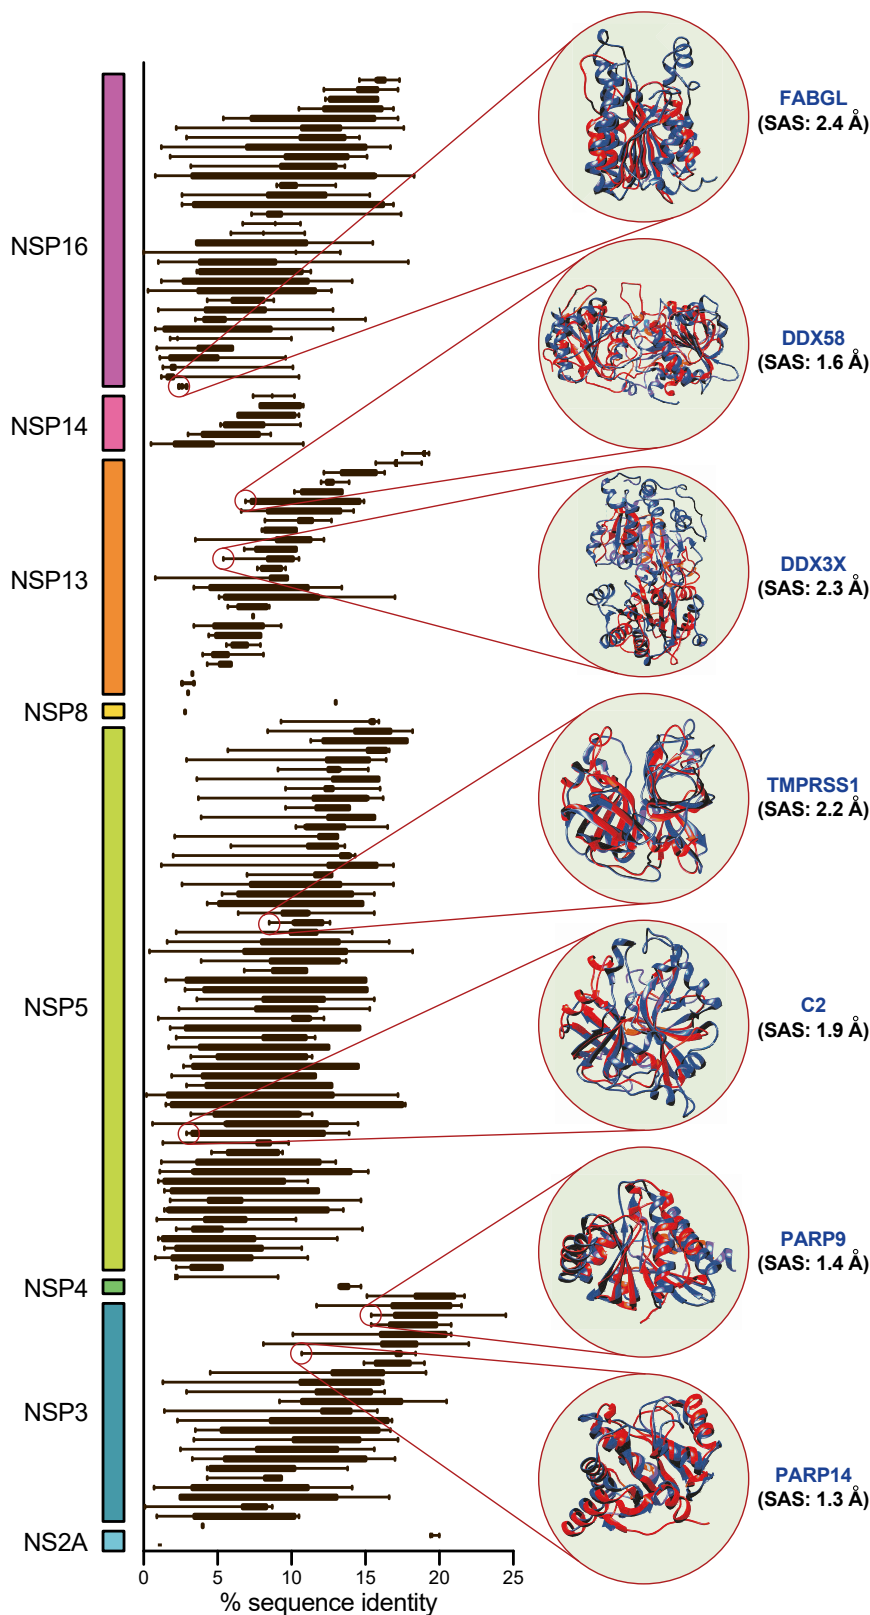 NSP16
NSP14
NSP13
NSP8
NSP5
NSP4
NSP3
NS2A
FABGL
(SAS: 2.4 Å)
DDX58
(SAS: 1.6 Å)
DDX3X
(SAS: 2.3 Å)
TMPRSS1
(SAS: 2.2 Å)
C2
(SAS: 1.9 Å)
PARP9
(SAS: 1.4 Å)
PARP14
(SAS: 1.3 Å)
0 5 10 15 20 25
% sequence identity